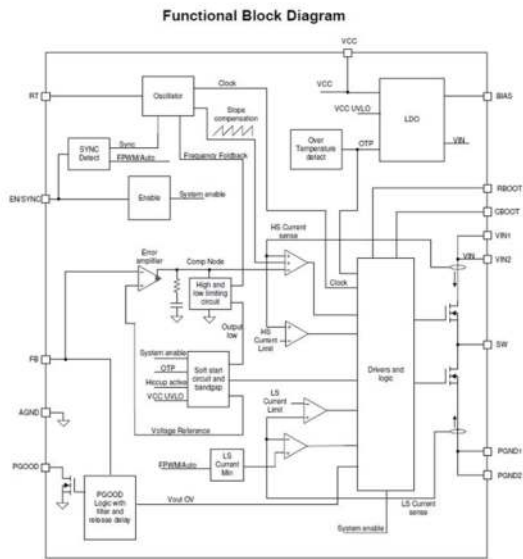 Functional Block Diagram
VCC
RT
Oscillator
Clock
VCC
LDO
BIAS
Slope
compensation
VCC UVLO
SYNC
Detect
Sync
FPWM/Auto
Frequency Foldback
Over
Temperature
detect
OTP
VIN
EN/SYNC
Enable
System enable
RBOOT
CBOOT
HS Current
sense
VIN1
Error
amplifier
Comp Node
VIN
VIN2
High and
low limiting
circuit
Clock
Output
low
HS
Current
Limit
SW
FB
System enable
OTP
Hiccup active
VCC UVLO
Soft start
circuit and
bandgap
Drivers and
logic
LS
Current
Limit
AGND
Voltage Reference
PGOOD
FPWM/Auto
LS
Current
Min
PGND1
PGOOD
Logic with
filter and
release delay
Vout OV
PGND2
LS Current
sense
System enable